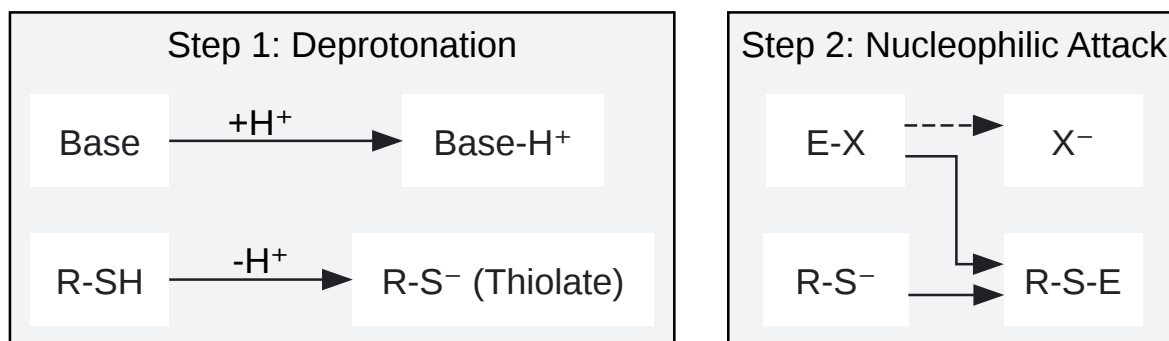 Step 1: Deprotonation
Base
+H⁺
Base-H⁺
R-SH
-H⁺
R-S⁻ (Thiolate)
Step 2: Nucleophilic Attack
E-X
X⁻
R-S⁻
R-S-E